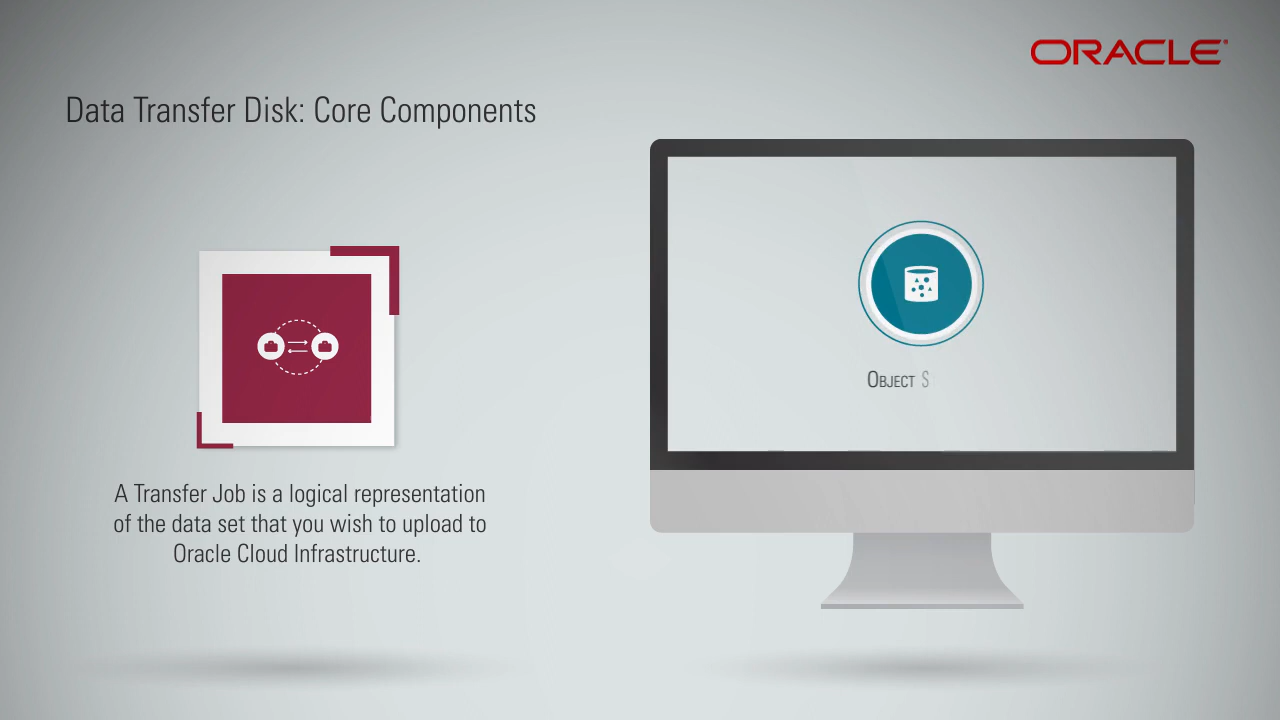 ORACLE
Data Transfer Disk: Core Components
A Transfer Job is a logical representation
of the data set that you wish to upload to
Oracle Cloud Infrastructure.
Object S